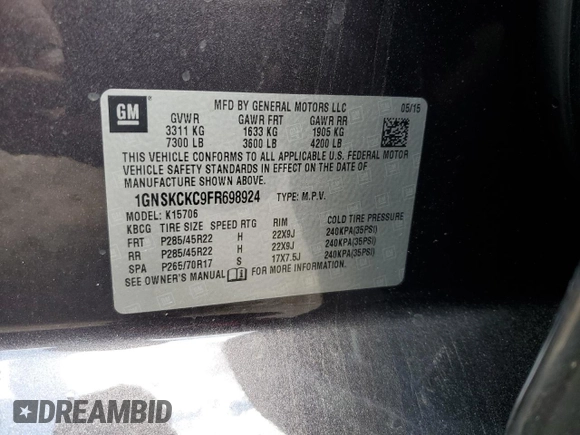 GM
MFD BY GENERAL MOTORS LLC 05/15
GVWR GAWR FRT GAWR RR
3311 KG 1633 KG 1905 KG
7300 LB 3600 LB 4200 LB
THIS VEHICLE CONFORMS TO ALL APPLICABLE U.S. FEDERAL MOTOR
VEHICLE SAFETY STANDARDS IN EFFECT ON THE DATE OF
MANUFACTURE SHOWN ABOVE.
1GNSKCKC9FR698924 TYPE: M.P.V.
MODEL: K15706
KBCG TIRE SIZE SPEED RTG RIM COLD TIRE PRESSURE
FRT P285/45R22 H 22X9J 240KPA(35PSI)
RR P285/45R22 H 22X9J 240KPA(35PSI)
SPA P265/70R17 S 17X7.5J 240KPA(35PSI)
SEE OWNER'S MANUAL FOR MORE INFORMATION.
DREAMBID